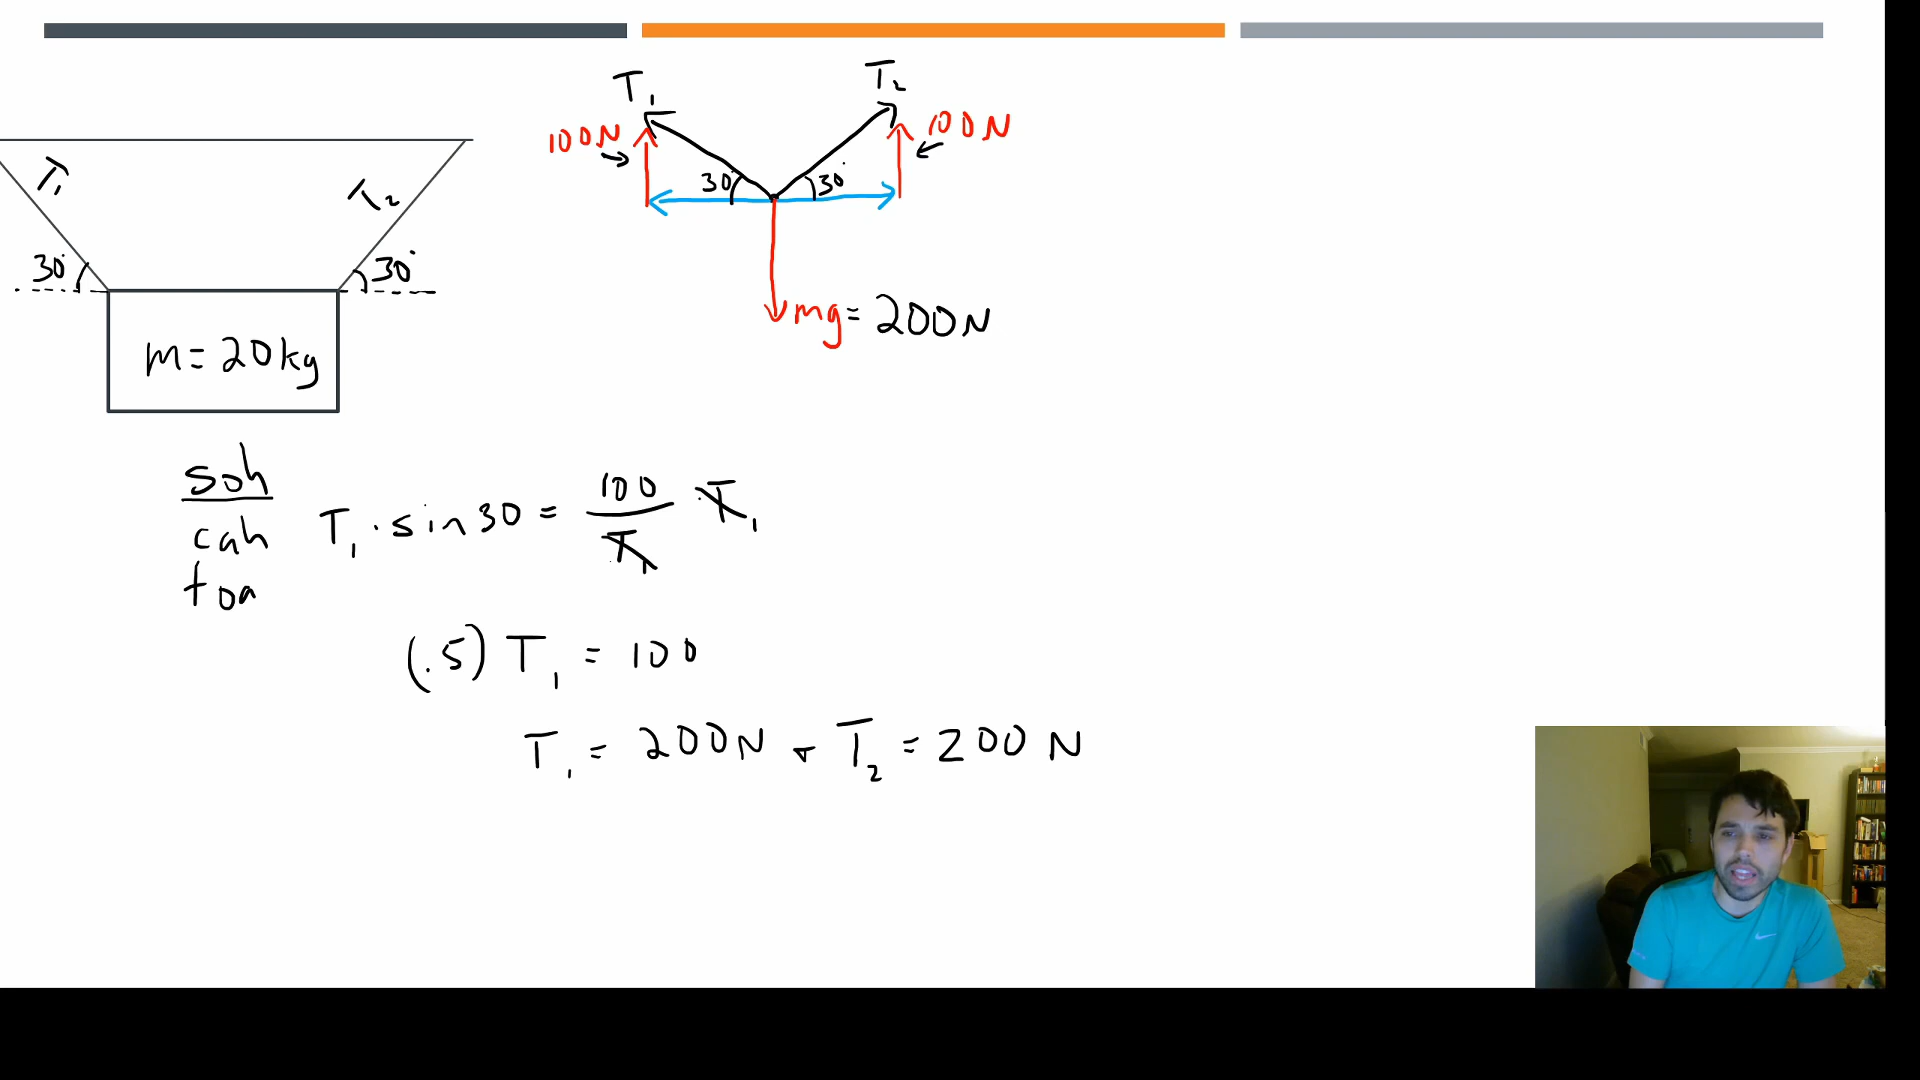 T₁
T₂
30°
30°
m = 20kg
T₁
T₂
100N
100N
30°
30°
mg = 200N
soh
cah
toa
T₁ · sin30 = 100/T₁ T₁
(.5) T₁ = 100
T₁ = 200N + T₂ = 200 N